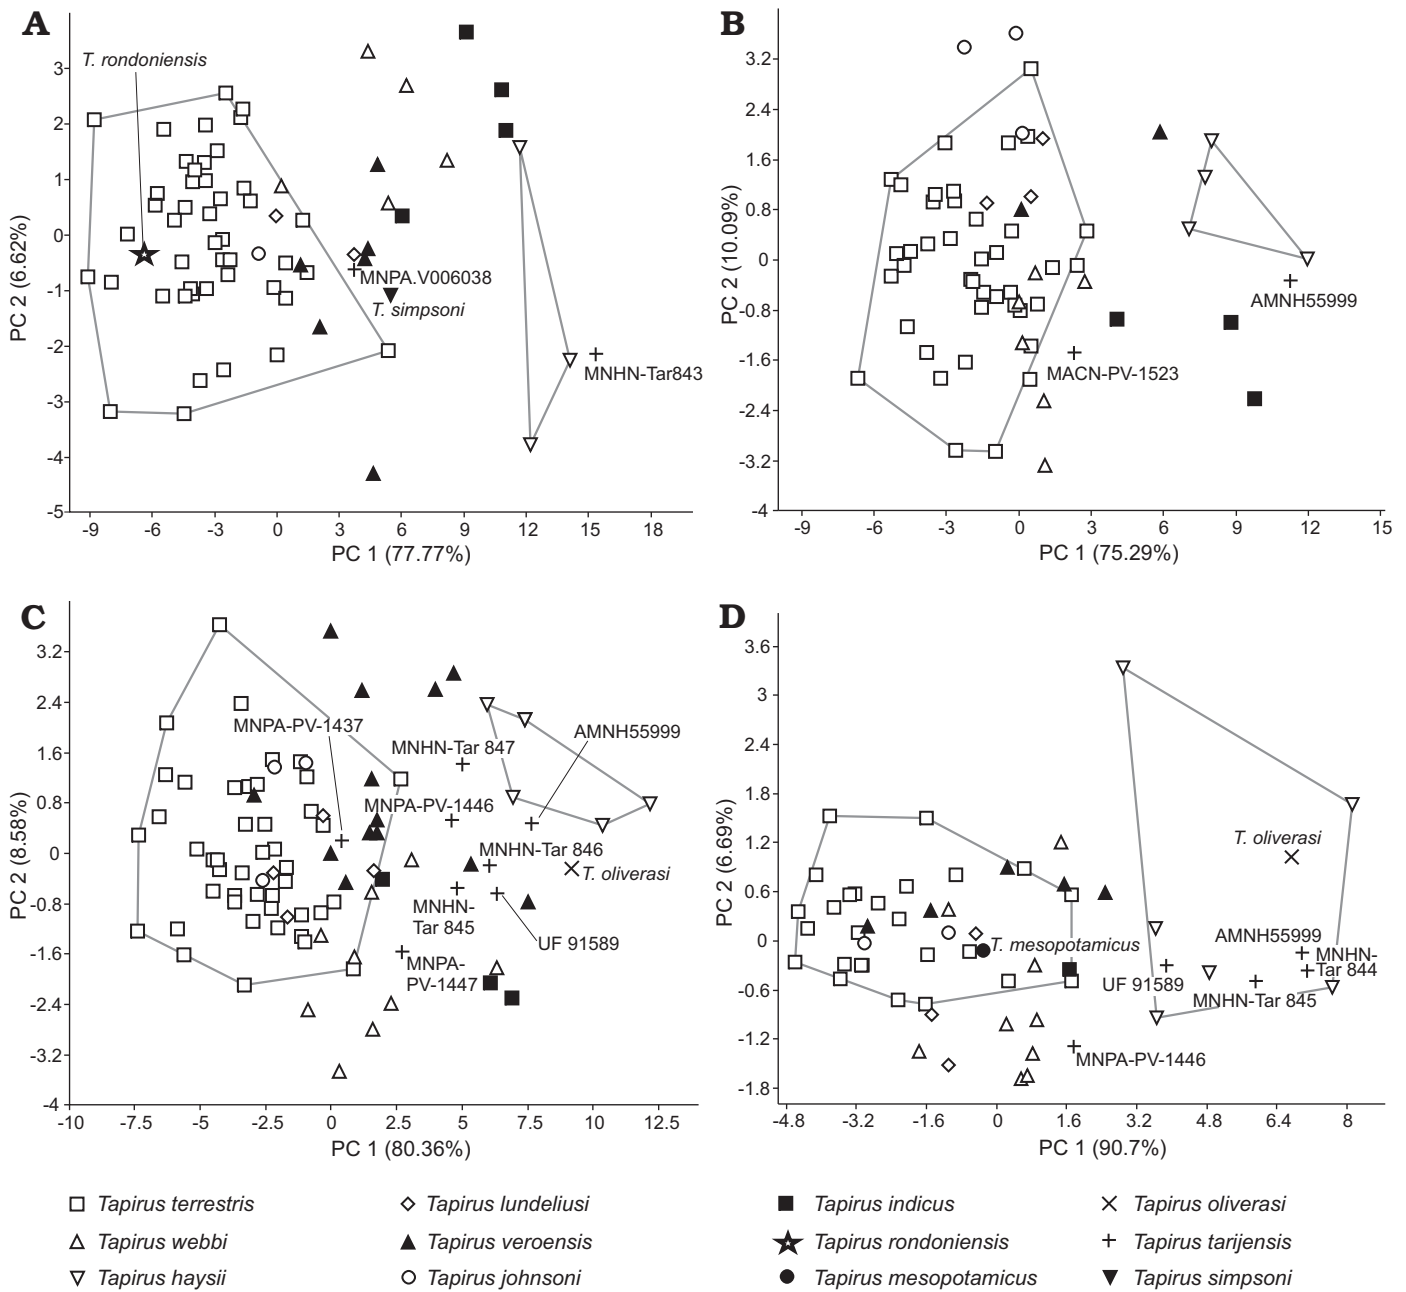 A
T. rondoniensis
MNPA.V006038
T. simpsoni
MNHN-Tar843
3
2
1
0
-1
-2
-3
-4
-5
PC 2 (6.62%)
-9 -6 -3 0 3 6 9 12 15 18
PC 1 (77.77%)
B
AMNH55999
MACN-PV-1523
3.2
2.4
1.6
0.8
0
-0.8
-1.6
-2.4
-3.2
-4
PC 2 (10.09%)
-9 -6 -3 0 3 6 9 12 15
PC 1 (75.29%)
C
MNPA-PV-1437
MNHN-Tar 847
AMNH55999
MNPA-PV-1446
MNHN-Tar 846
T. oliverasi
MNHN-
Tar 845
UF 91589
MNPA-
PV-1447
3.2
2.4
1.6
0.8
0
-0.8
-1.6
-2.4
-3.2
-4
PC 2 (8.58%)
-10 -7.5 -5 -2.5 0 2.5 5 7.5 10 12.5
PC 1 (80.36%)
D
T. oliverasi
T. mesopotamicus
AMNH55999
MNHN-
Tar 844
UF 91589
MNHN-Tar 845
MNPA-PV-1446
3.6
3
2.4
1.8
1.2
0.6
0
-0.6
-1.2
-1.8
PC 2 (6.69%)
-4.8 -3.2 -1.6 0 1.6 3.2 4.8 6.4 8
PC 1 (90.7%)
Tapirus terrestris
Tapirus webbi
Tapirus haysii
Tapirus lundeliusi
Tapirus veroensis
Tapirus johnsoni
Tapirus indicus
Tapirus rondoniensis
Tapirus mesopotamicus
Tapirus oliverasi
Tapirus tarijensis
Tapirus simpsoni